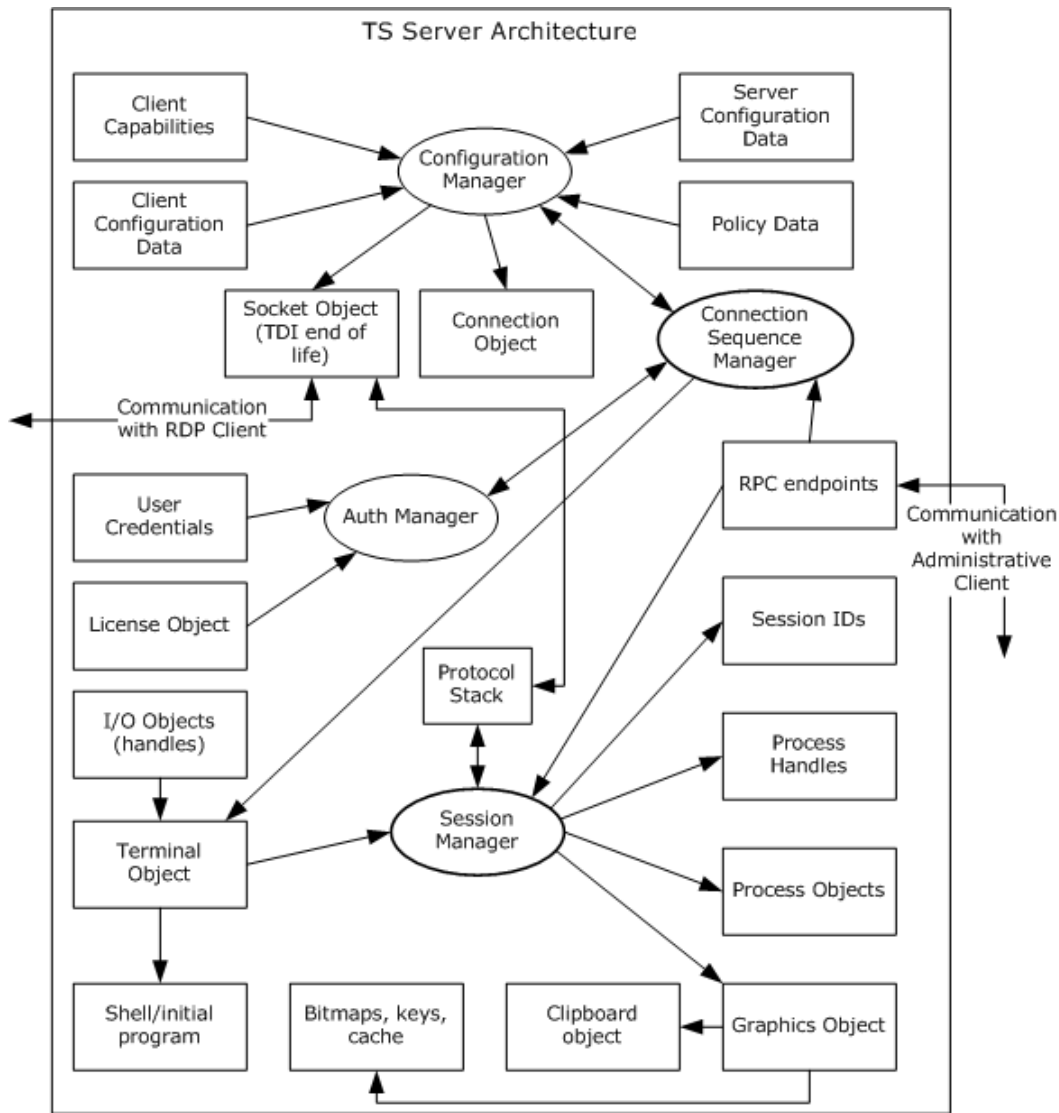 TS Server Architecture
Client
Capabilities
Server
Configuration
Data
Configuration
Manager
Client
Configuration
Data
Policy Data
Socket Object
(TDI end of
life)
Connection
Object
Connection
Sequence
Manager
Communication
with RDP Client
User
Credentials
Auth Manager
RPC endpoints
Communication
with
Administrative
Client
License Object
Session IDs
Protocol
Stack
I/O Objects
(handles)
Process
Handles
Terminal
Object
Session
Manager
Process Objects
Shell/initial
program
Bitmaps, keys,
cache
Clipboard
object
Graphics Object